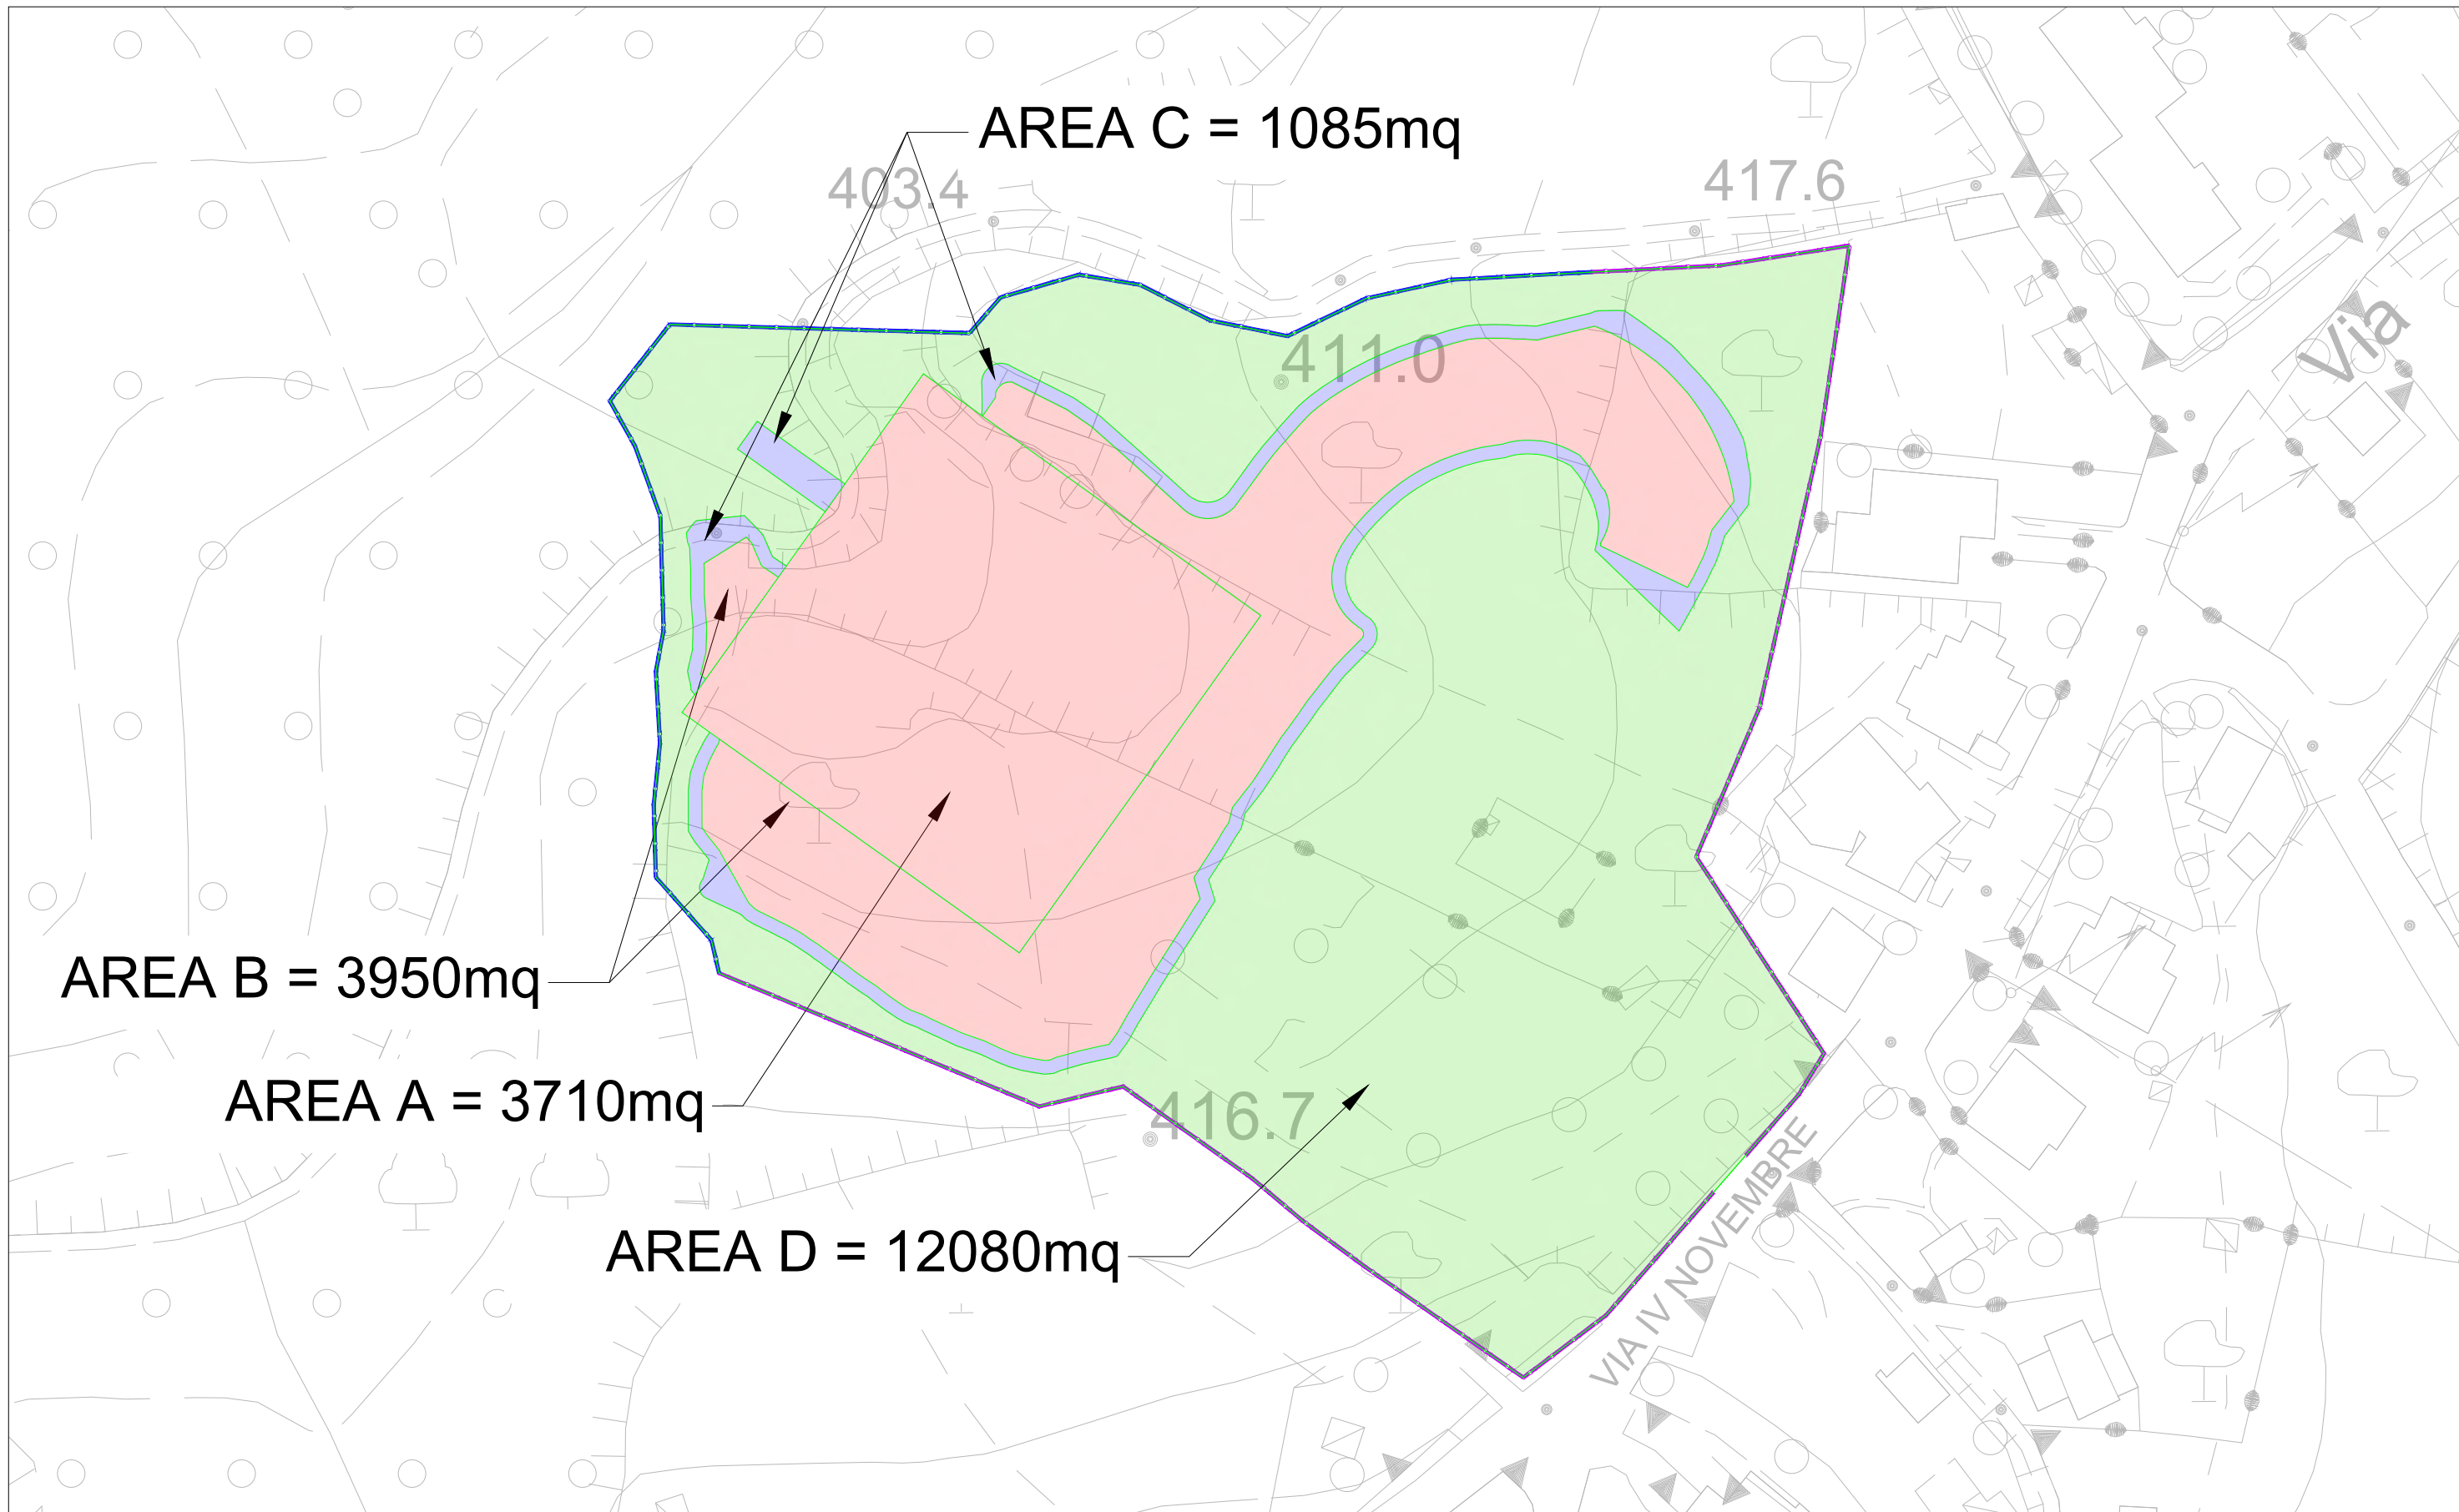 AREA C = 1085mq
403.4
417.6
Via
411.0
AREA B = 3950mq
AREA A = 3710mq
416.7
VIA IV NOVEMBRE
AREA D = 12080mq